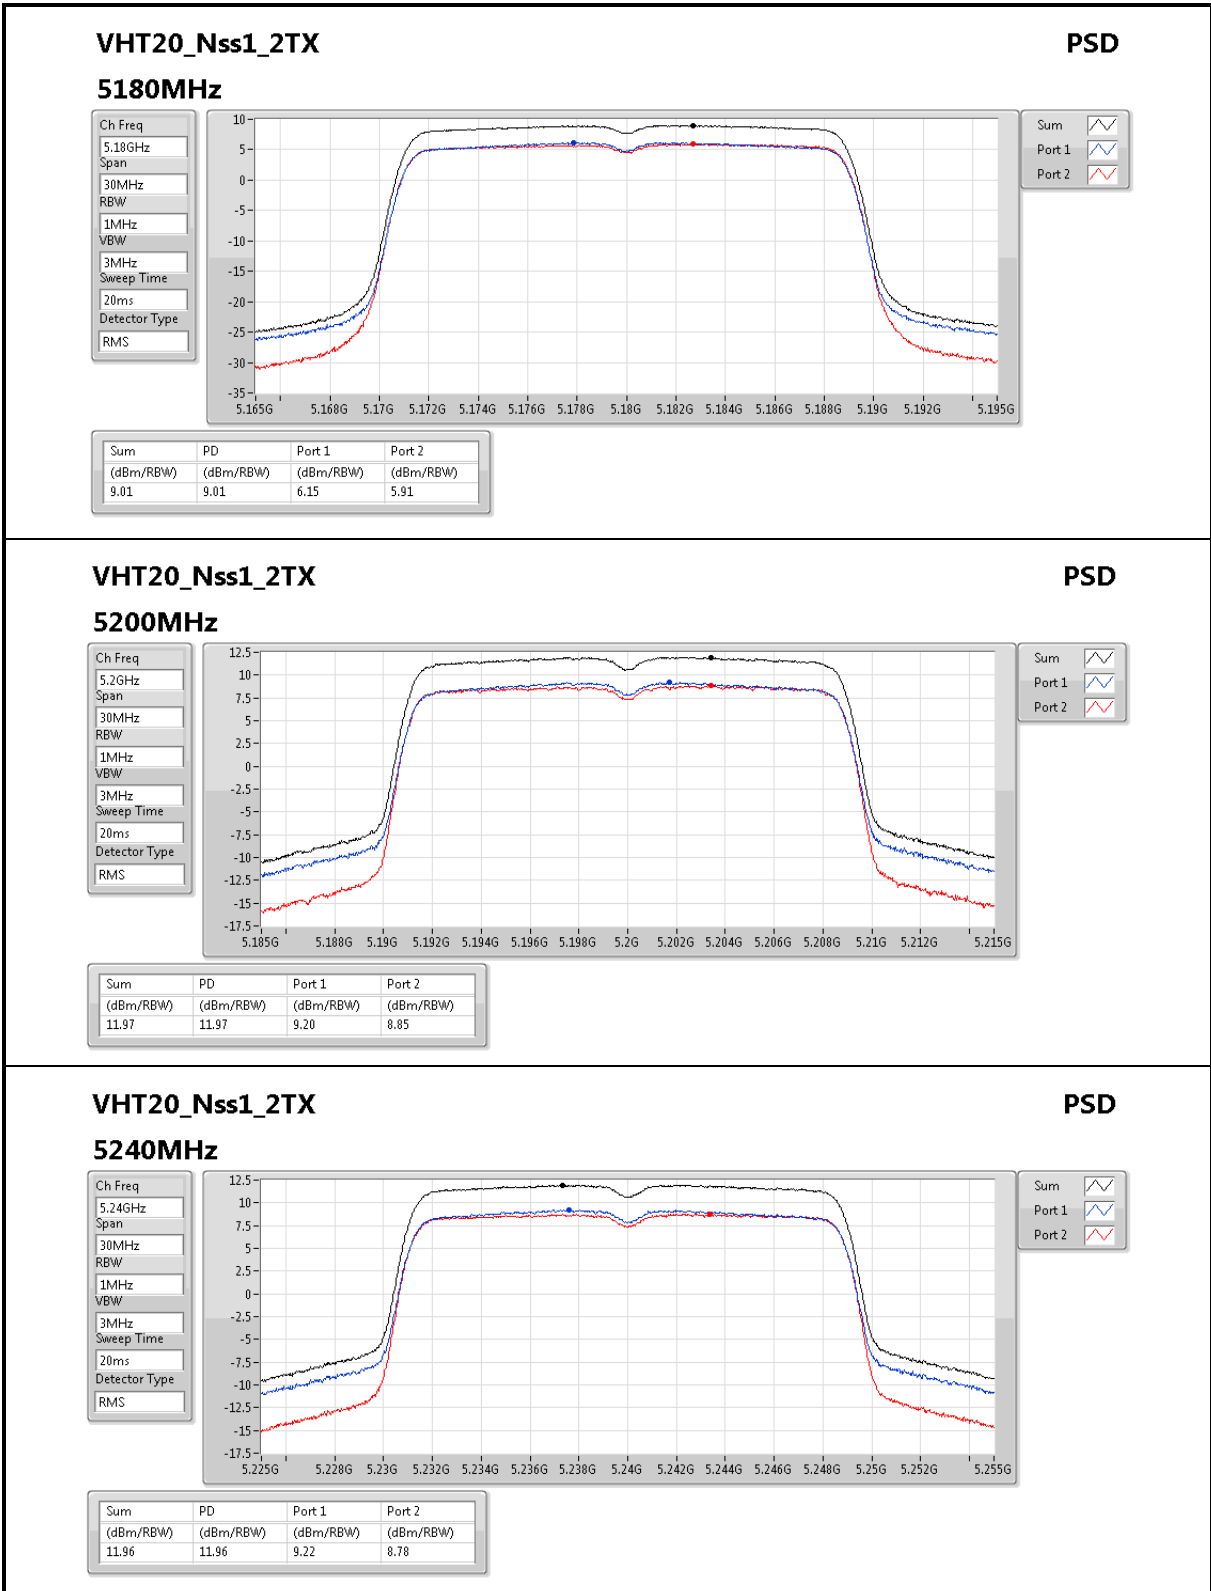 VHT20_Nss1_2TX PSD
5180MHz
Ch Freq
5.18GHz
Span
30MHz
RBW
1MHz
VBW
3MHz
Sweep Time
20ms
Detector Type
RMS
10
5
0
-5
-10
-15
-20
-25
-30
-35
5.165G 5.168G 5.17G 5.172G 5.174G 5.176G 5.178G 5.18G 5.182G 5.184G 5.186G 5.188G 5.19G 5.192G 5.195G
Sum
Port 1
Port 2
Sum PD Port 1 Port 2
(dBm/RBW) (dBm/RBW) (dBm/RBW) (dBm/RBW)
9.01 9.01 6.15 5.91
VHT20_Nss1_2TX PSD
5200MHz
Ch Freq
5.2GHz
Span
30MHz
RBW
1MHz
VBW
3MHz
Sweep Time
20ms
Detector Type
RMS
12.5
10
7.5
5
2.5
0
-2.5
-5
-7.5
-10
-12.5
-15
-17.5
5.185G 5.188G 5.19G 5.192G 5.194G 5.196G 5.198G 5.2G 5.202G 5.204G 5.206G 5.208G 5.21G 5.212G 5.215G
Sum
Port 1
Port 2
Sum PD Port 1 Port 2
(dBm/RBW) (dBm/RBW) (dBm/RBW) (dBm/RBW)
11.97 11.97 9.20 8.85
VHT20_Nss1_2TX PSD
5240MHz
Ch Freq
5.24GHz
Span
30MHz
RBW
1MHz
VBW
3MHz
Sweep Time
20ms
Detector Type
RMS
12.5
10
7.5
5
2.5
0
-2.5
-5
-7.5
-10
-12.5
-15
-17.5
5.225G 5.228G 5.23G 5.232G 5.234G 5.236G 5.238G 5.24G 5.242G 5.244G 5.246G 5.248G 5.25G 5.252G 5.255G
Sum
Port 1
Port 2
Sum PD Port 1 Port 2
(dBm/RBW) (dBm/RBW) (dBm/RBW) (dBm/RBW)
11.96 11.96 9.22 8.78